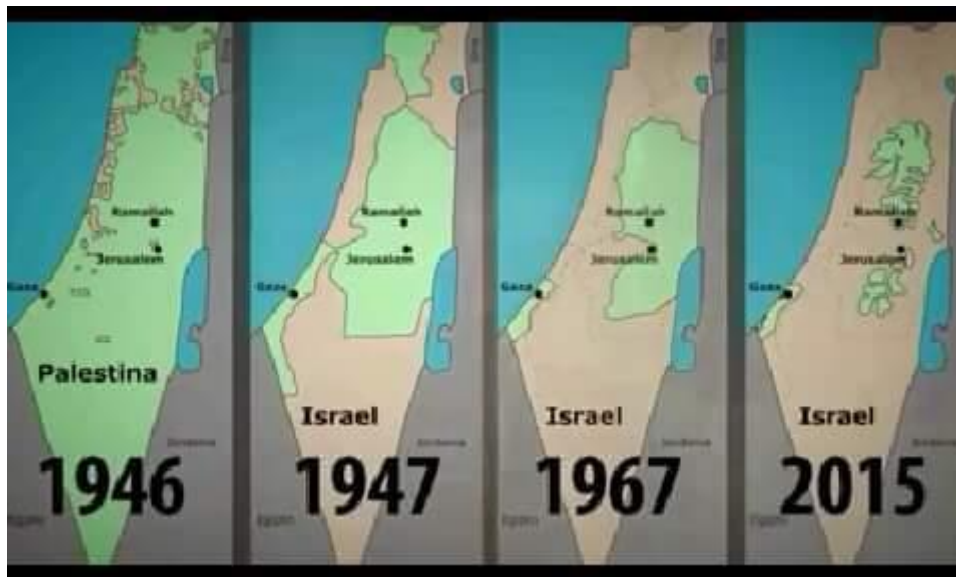 Ramallah
Jerusalem
Gaza
Palestina
1946
Ramallah
Jerusalem
Gaza
Israel
1947
Ramallah
Jerusalem
Gaza
Israel
1967
Ramallah
Jerusalem
Gaza
Israel
2015